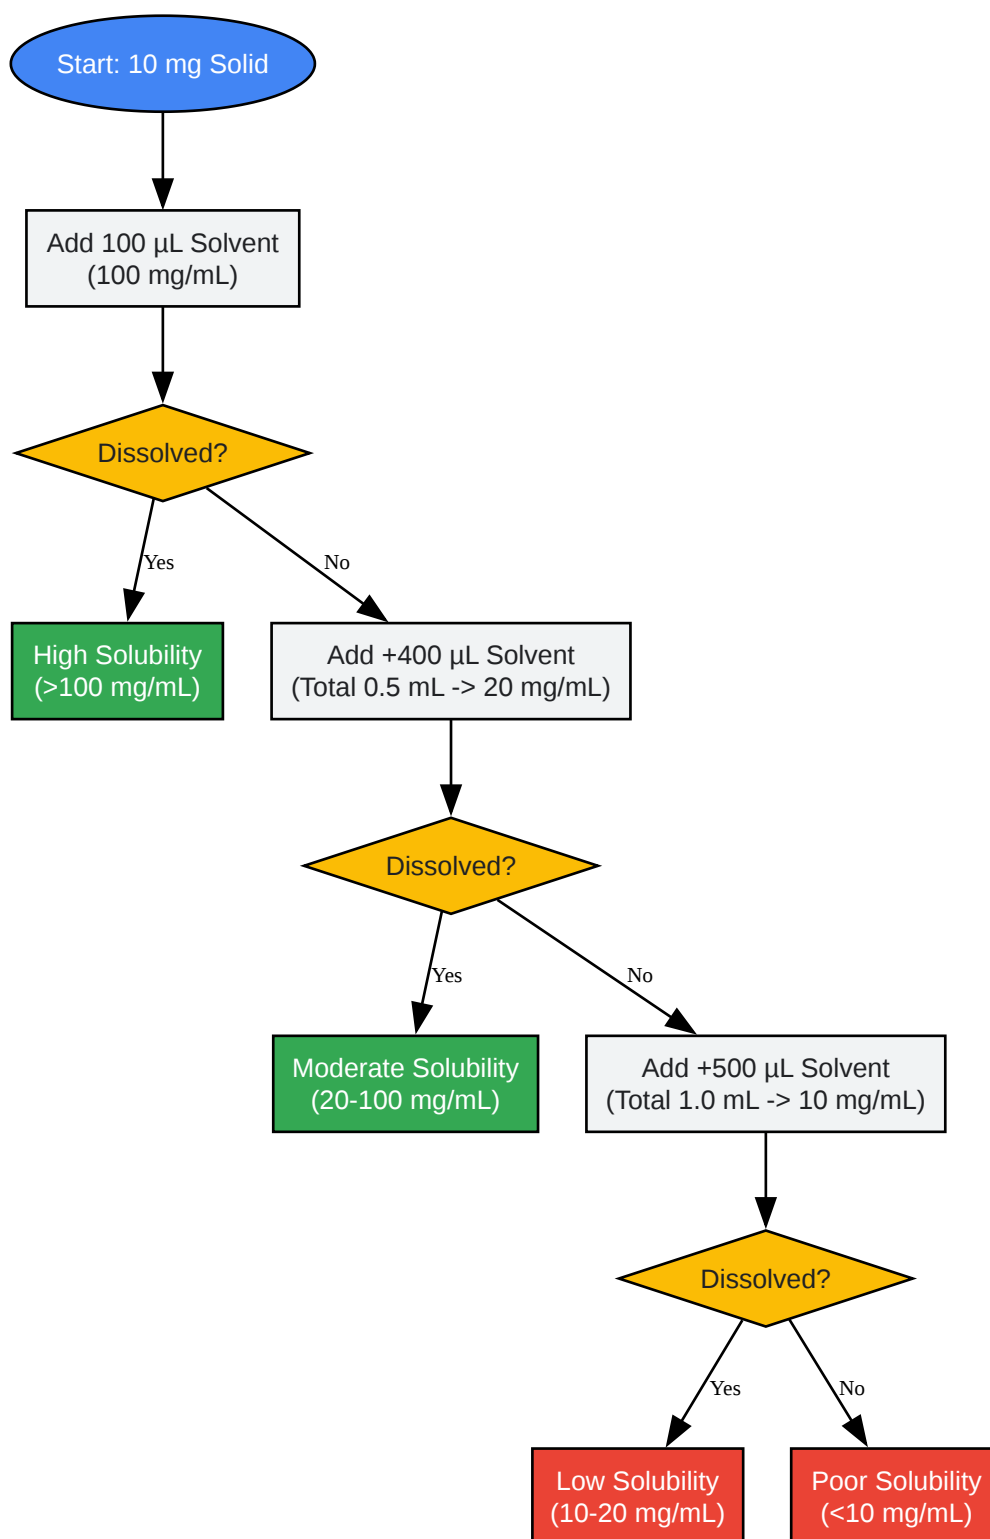 Start: 10 mg Solid
Add 100 µL Solvent
(100 mg/mL)
Dissolved?
Yes
No
High Solubility
(>100 mg/mL)
Add +400 µL Solvent
(Total 0.5 mL -> 20 mg/mL)
Dissolved?
Yes
No
Moderate Solubility
(20-100 mg/mL)
Add +500 µL Solvent
(Total 1.0 mL -> 10 mg/mL)
Dissolved?
Yes
No
Low Solubility
(10-20 mg/mL)
Poor Solubility
(<10 mg/mL)